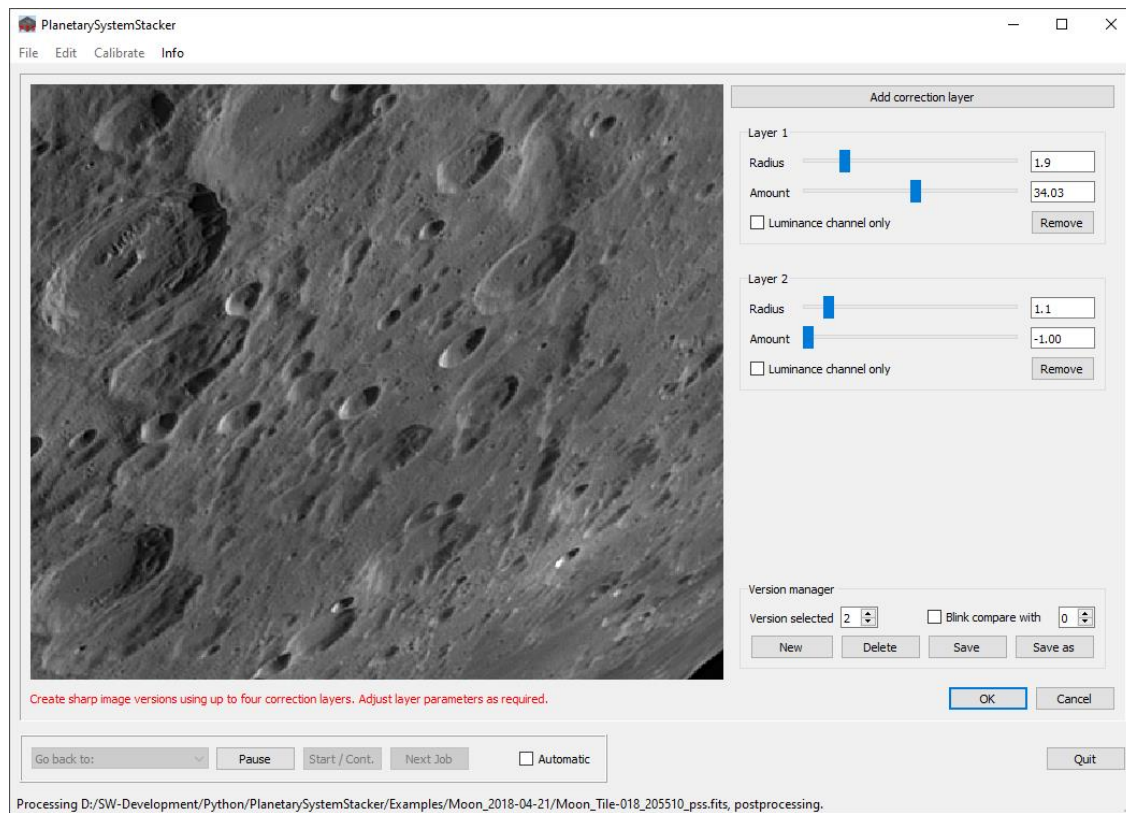 PlanetarySystemStacker
File Edit Calibrate Info
Add correction layer
Layer 1
Radius 1.9
Amount 34.03
Luminance channel only Remove
Layer 2
Radius 1.1
Amount -1.00
Luminance channel only Remove
Version manager
Version selected 2 Blink compare with 0
New Delete Save Save as
Create sharp image versions using up to four correction layers. Adjust layer parameters as required.
OK Cancel
Go back to: Pause Start / Cont. Next Job Automatic Quit
Processing D:/SW-Development/Python/PlanetarySystemStacker/Examples/Moon_2018-04-21/Moon_Tile-018_205510_pss.fits, postprocessing.